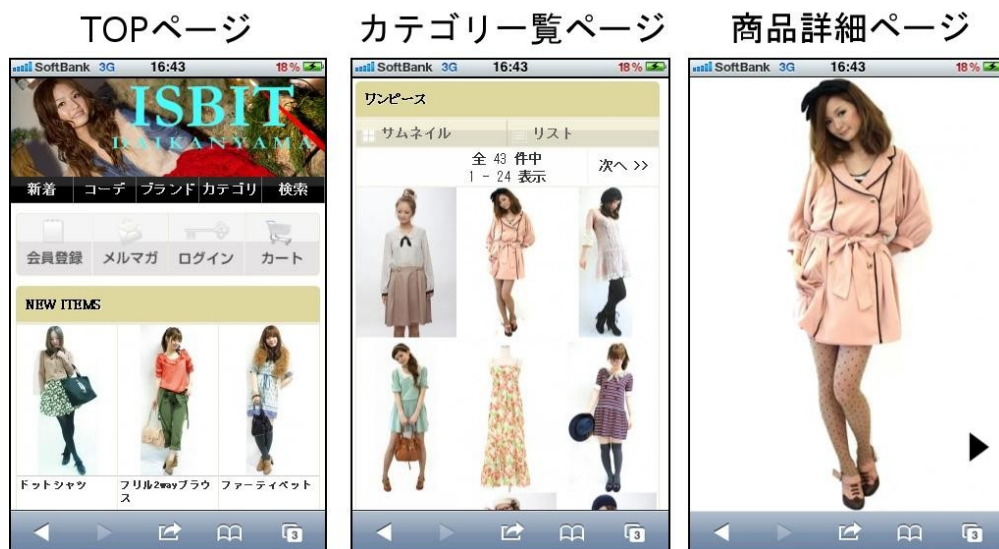 TOPページ
カテゴリー覧ページ
商品詳細ページ
SoftBank 3G 16:43 18%
ISBIT
DAIKANYAMA
新着 コーデ ブランド カテゴリ 検索
会員登録 メルマガ ログイン カート
NEW ITEMS
ドットシャツ
フリル2wayブラウ
ス
ファーティペット
3
SoftBank 3G 16:43 18%
ワンピース
サムネイル リスト
全 43 件中
1 - 24 表示
次へ >>
3
SoftBank 3G 16:43 18%
3